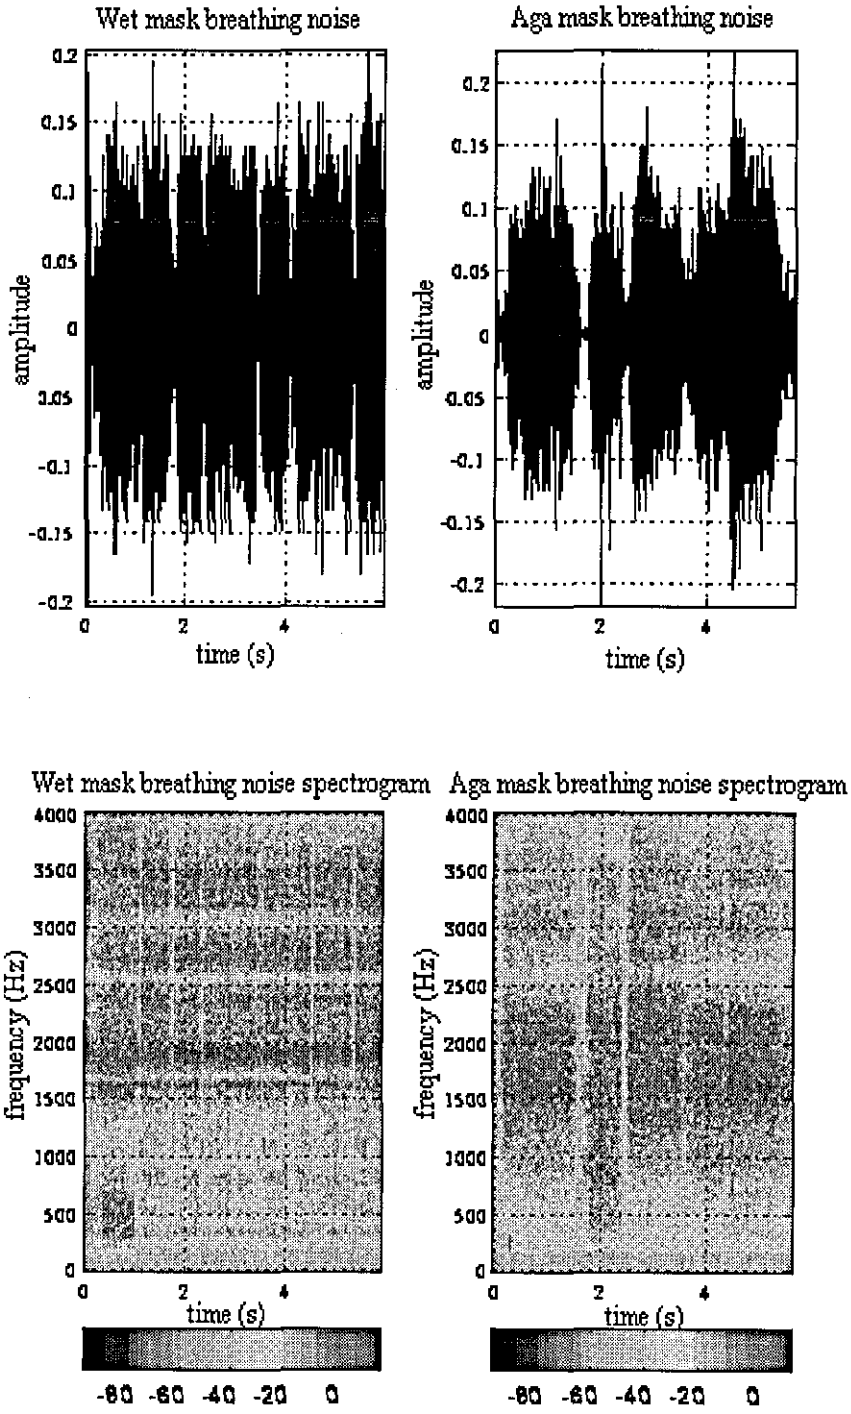 Wet mask breathing noise
Aga mask breathing noise
0.2
0.15
0.1
0.05
0
0.05
-0.1
-0.15
-0.2
amplitude
0 2 4
time (s)
0.2
0.15
0.1
0.05
0
0.05
-0.1
-0.15
-0.2
amplitude
0 2 4
time (s)
Wet mask breathing noise spectrogram
Aga mask breathing noise spectrogram
4000
3500
3000
2500
2000
1500
1000
500
0
frequency (Hz)
0 2 4
time (s)
-80 -60 -40 -20 0
4000
3500
3000
2500
2000
1500
1000
500
0
frequency (Hz)
0 2 4
time (s)
-80 -60 -40 -20 0